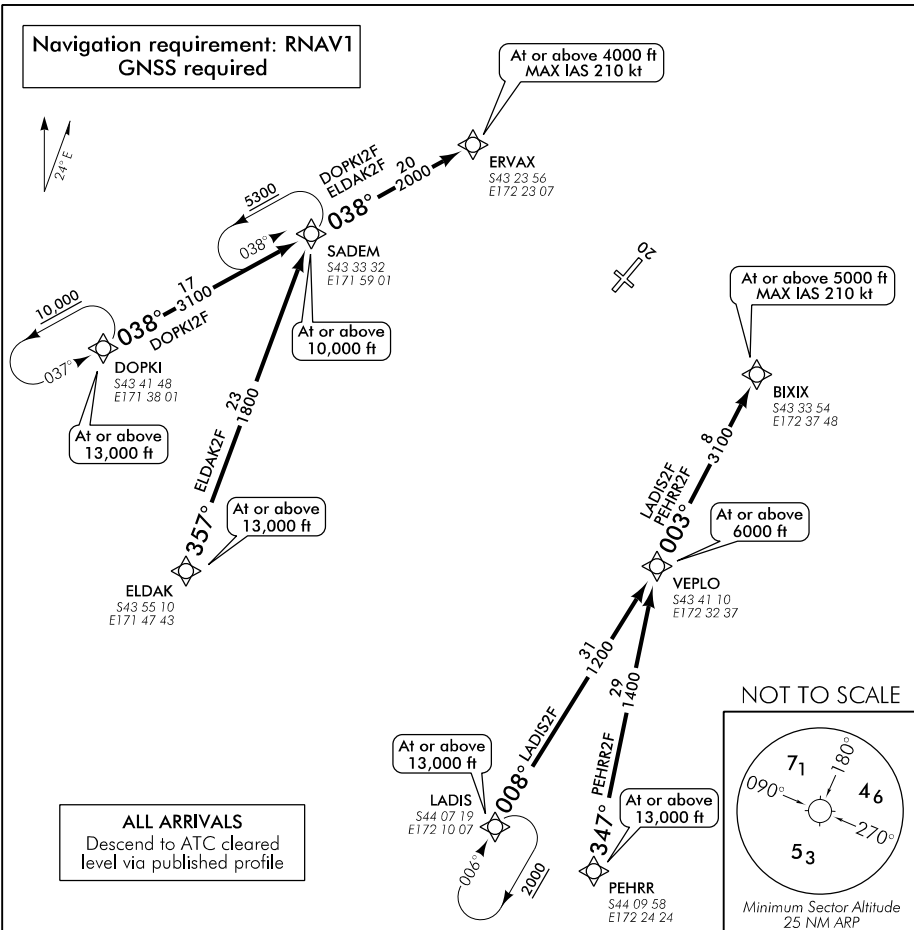 Navigation requirement: RNAV1
GNSS required
At or above 4000 ft
MAX IAS 210 kt
24° E
ERVAX
S43 23 56
E172 23 07
DOPKI2F
ELDAK2F
20
2000
038°
5300
038°
SADEM
S43 33 32
E171 59 01
At or above
10,000 ft
17
3100
038°
DOPKI2F
10,000
037°
DOPKI
S43 41 48
E171 38 01
At or above
13,000 ft
20
At or above 5000 ft
MAX IAS 210 kt
BIXIX
S43 33 54
E172 37 48
23
1800
ELDAK2F
357°
At or above
13,000 ft
ELDAK
S43 55 10
E171 47 43
8
3100
LADIS2F
PEHRR2F
003°
At or above
6000 ft
VEPLO
S43 41 10
E172 32 37
31
1200
LADIS2F
008°
29
1400
PEHRR2F
347°
At or above
13,000 ft
LADIS
S44 07 19
E172 10 07
006°
2000
At or above
13,000 ft
PEHRR
S44 09 58
E172 24 24
ALL ARRIVALS
Descend to ATC cleared
level via published profile
NOT TO SCALE
71
180°
090°
46
270°
53
Minimum Sector Altitude
25 NM ARP